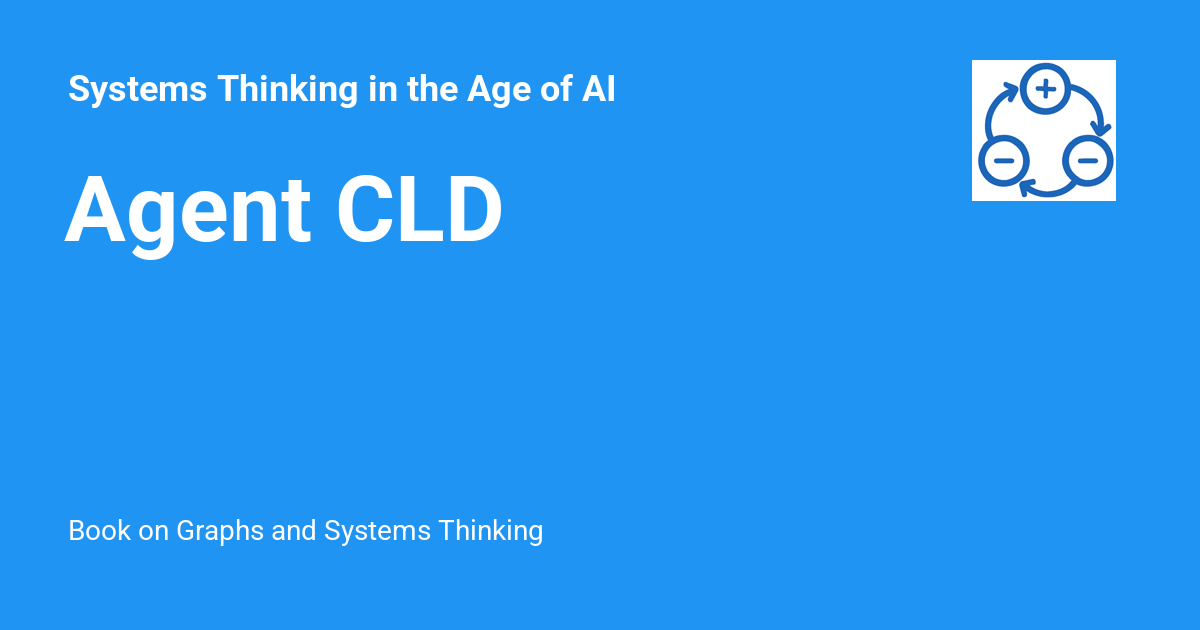 Systems Thinking in the Age of AI
Agent CLD
Book on Graphs and Systems Thinking